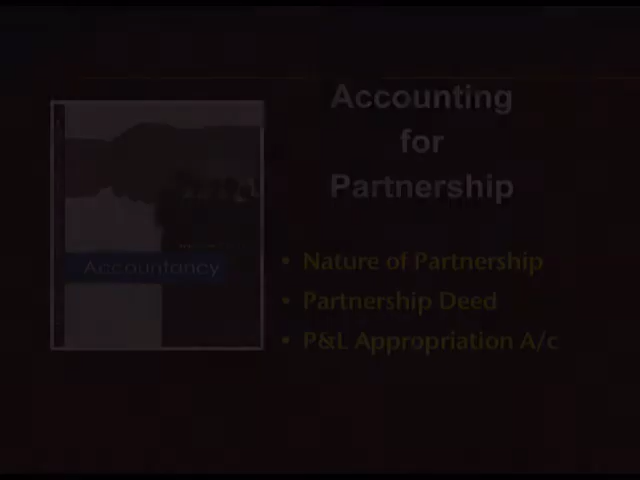 Accounting
for
Partnership
Accountancy
• Nature of Partnership
• Partnership Deed
• P&L Appropriation A/c